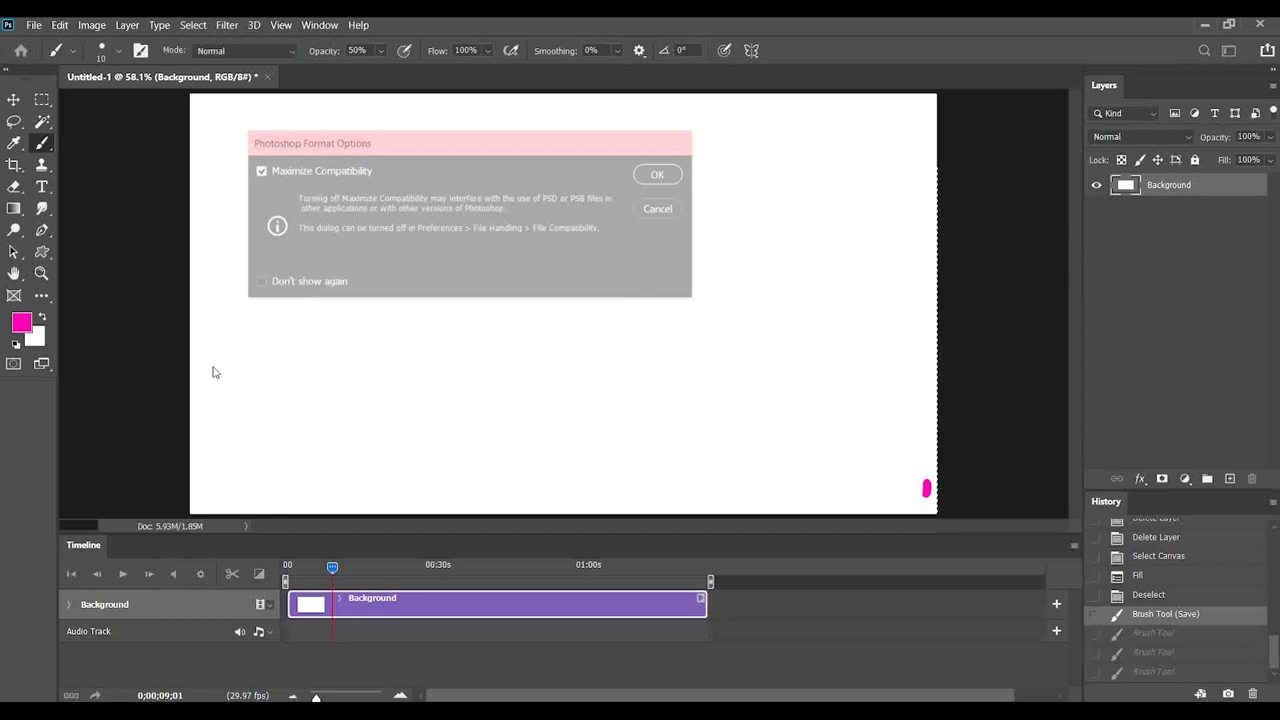 Ps File Edit Image Layer Type Select Filter 3D View Window Help
10 Mode: Normal Opacity: 50% Flow: 100% Smoothing: 0% 0°
Untitled-1 @ 58.1% (Background, RGB/8#) *
Photoshop Format Options
Maximize Compatibility
OK
Turning off Maximize Compatibility may interfere with the use of PSD or PSB files in
other applications or with other versions of Photoshop.
Cancel
This dialog can be turned off in Preferences > File Handling > File Compatibility.
Don't show again
Layers
Kind
Normal Opacity: 100%
Lock: Fill: 100%
Background
Doc: 5.93M/1.85M
History
Delete Layer
Delete Layer
Select Canvas
Fill
Deselect
Brush Tool (Save)
Brush Tool
Brush Tool
Brush Tool
Timeline
00 00:30s 01:00s
Background
Background
Audio Track
0;00;09;01 (29.97 fps)